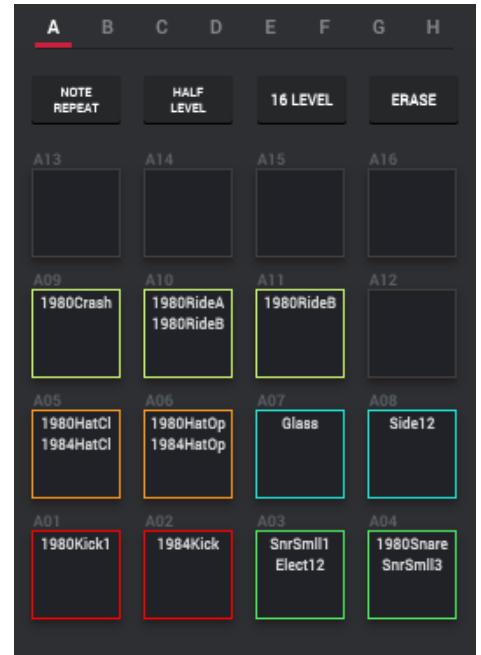 A B C D E F G H
NOTE REPEAT HALF LEVEL 16 LEVEL ERASE
A13 A14 A15 A16
A09 A10 A11 A12
1980Crash 1980RideA 1980RideB
1980RideB
A05 A06 A07 A08
1980HatCl 1980HatOp Glass Side12
1984HatCl 1984HatOp
A01 A02 A03 A04
1980Kick1 1984Kick SnrSmll1 1980Snare
Elect12 SnrSmll3